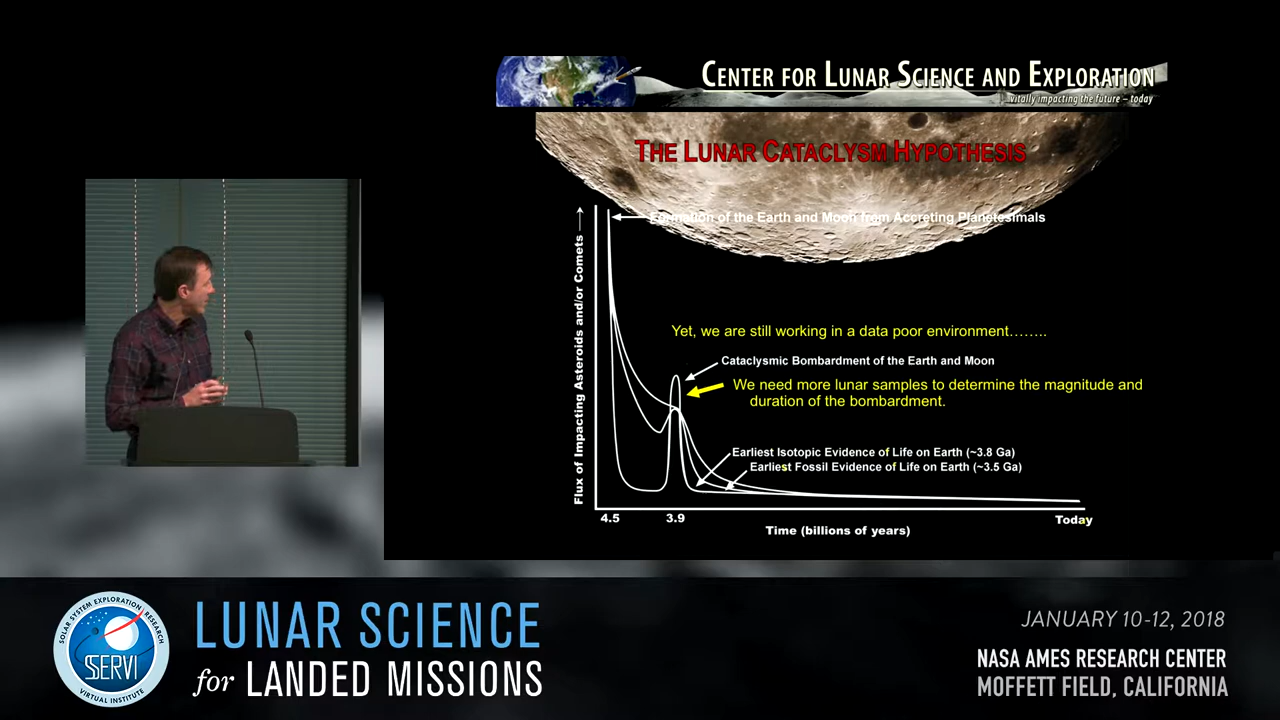 CENTER FOR LUNAR SCIENCE AND EXPLORATION
vitally impacting the future – today
THE LUNAR CATACLYSM HYPOTHESIS
Formation of the Earth and Moon from Accreting Planetesimals
Flux of Impacting Asteroids and/or Comets
Yet, we are still working in a data poor environment……..
Cataclysmic Bombardment of the Earth and Moon
We need more lunar samples to determine the magnitude and
duration of the bombardment.
Earliest Isotopic Evidence of Life on Earth (~3.8 Ga)
Earliest Fossil Evidence of Life on Earth (~3.5 Ga)
4.5 3.9 Today
Time (billions of years)
SOLAR SYSTEM EXPLORATION RESEARCH
SSERVI
VIRTUAL INSTITUTE
LUNAR SCIENCE
for LANDED MISSIONS
JANUARY 10-12, 2018
NASA AMES RESEARCH CENTER
MOFFETT FIELD, CALIFORNIA